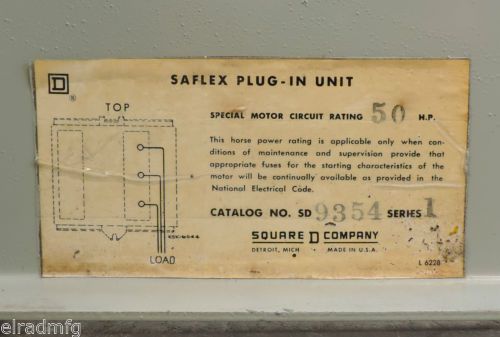 D
®
SAFLEX PLUG-IN UNIT
TOP
SPECIAL MOTOR CIRCUIT RATING 50 H.P.
This horse power rating is applicable only when con-
ditions of maintenance and supervision provide that
appropriate fuses for the starting characteristics of the
motor will be continually available as provided in the
National Electrical Code.
CATALOG NO. SD 9354 SERIES 1
SQUARE D COMPANY
DETROIT, MICH MADE IN U.S.A.
LOAD
L 6228
elradmfg